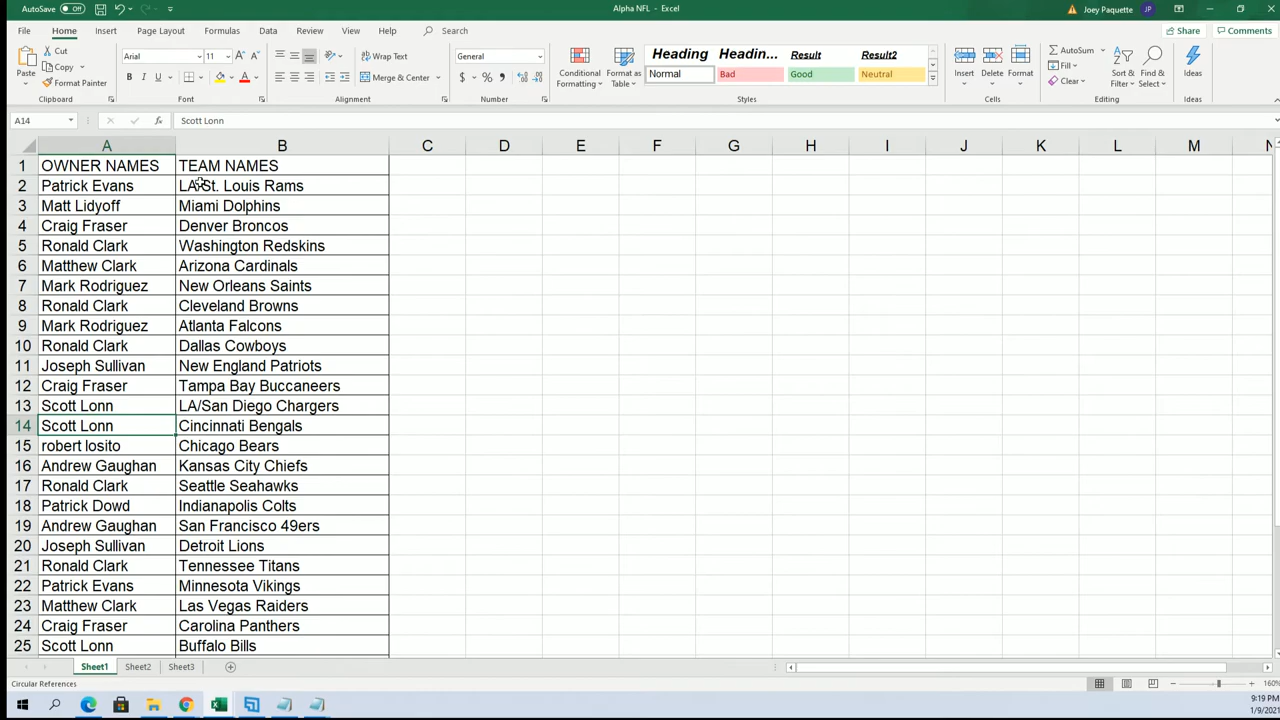 AutoSave Off Alpha NFL - Excel Joey Paquette JP
File Home Insert Page Layout Formulas Data Review View Help Search Share Comments
Paste Cut Copy Format Painter Clipboard
Arial 11 A A B I U A Font
Wrap Text Merge & Center Alignment
General $ % Number
Conditional Formatting Format as Table
Heading Headin... Result Result2
Normal Bad Good Neutral
Styles
Insert Delete Format Cells
AutoSum Fill Clear Sort & Filter Find & Select Editing
Ideas Ideas
A14 fx Scott Lonn
A B C D E F G H I J K L M N
1 OWNER NAMES TEAM NAMES
2 Patrick Evans LA/St. Louis Rams
3 Matt Lidyoff Miami Dolphins
4 Craig Fraser Denver Broncos
5 Ronald Clark Washington Redskins
6 Matthew Clark Arizona Cardinals
7 Mark Rodriguez New Orleans Saints
8 Ronald Clark Cleveland Browns
9 Mark Rodriguez Atlanta Falcons
10 Ronald Clark Dallas Cowboys
11 Joseph Sullivan New England Patriots
12 Craig Fraser Tampa Bay Buccaneers
13 Scott Lonn LA/San Diego Chargers
14 Scott Lonn Cincinnati Bengals
15 robert losito Chicago Bears
16 Andrew Gaughan Kansas City Chiefs
17 Ronald Clark Seattle Seahawks
18 Patrick Dowd Indianapolis Colts
19 Andrew Gaughan San Francisco 49ers
20 Joseph Sullivan Detroit Lions
21 Ronald Clark Tennessee Titans
22 Patrick Evans Minnesota Vikings
23 Matthew Clark Las Vegas Raiders
24 Craig Fraser Carolina Panthers
25 Scott Lonn Buffalo Bills
Sheet1 Sheet2 Sheet3
Circular References 160%
9:19 PM
1/9/2021